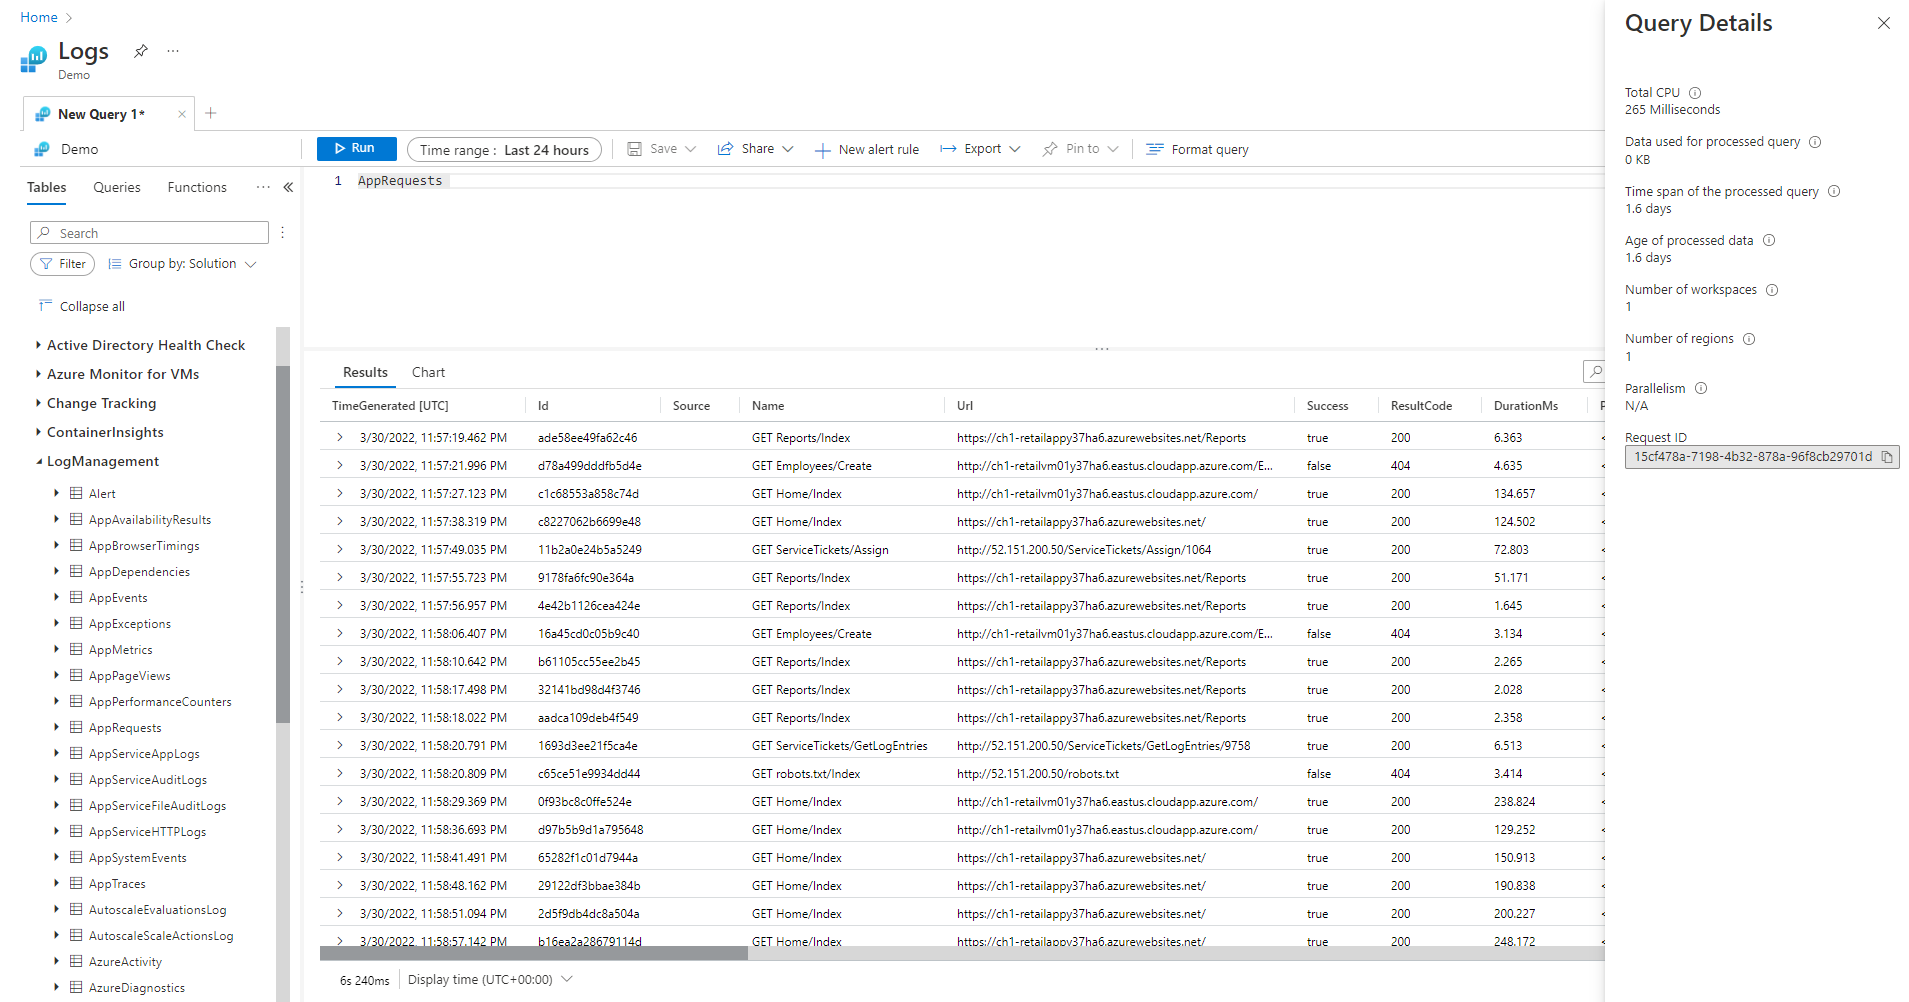 Home
Logs
Demo
New Query 1*
Demo
Run
Time range : Last 24 hours
Save
Share
New alert rule
Export
Pin to
Format query
Tables Queries Functions
Search
Filter
Group by: Solution
Collapse all
Active Directory Health Check
Azure Monitor for VMs
Change Tracking
ContainerInsights
LogManagement
Alert
AppAvailabilityResults
AppBrowserTimings
AppDependencies
AppEvents
AppExceptions
AppMetrics
AppPageViews
AppPerformanceCounters
AppRequests
AppServiceAppLogs
AppServiceAuditLogs
AppServiceFileAuditLogs
AppServiceHTTPLogs
AppSystemEvents
AppTraces
AutoscaleEvaluationsLog
AutoscaleScaleActionsLog
AzureActivity
AzureDiagnostics
1 AppRequests
Results Chart
TimeGenerated [UTC] Id Source Name Url Success ResultCode DurationMs
3/30/2022, 11:57:19.462 PM ade58ee49fa62c46 GET Reports/Index https://ch1-retailappy37ha6.azurewebsites.net/Reports true 200 6.363
3/30/2022, 11:57:21.996 PM d78a499dddfb5d4e GET Employees/Create http://ch1-retailvm01y37ha6.eastus.cloudapp.azure.com/E... false 404 4.635
3/30/2022, 11:57:27.123 PM c1c68553a858c74d GET Home/Index http://ch1-retailvm01y37ha6.eastus.cloudapp.azure.com/ true 200 134.657
3/30/2022, 11:57:38.319 PM c8227062b6699e48 GET Home/Index https://ch1-retailappy37ha6.azurewebsites.net/ true 200 124.502
3/30/2022, 11:57:49.035 PM 11b2a0e24b5a5249 GET ServiceTickets/Assign http://52.151.200.50/ServiceTickets/Assign/1064 true 200 72.803
3/30/2022, 11:57:55.723 PM 9178fa6fc90e364a GET Reports/Index https://ch1-retailappy37ha6.azurewebsites.net/Reports true 200 51.171
3/30/2022, 11:57:56.957 PM 4e42b1126cea424e GET Reports/Index https://ch1-retailappy37ha6.azurewebsites.net/Reports true 200 1.645
3/30/2022, 11:58:06.407 PM 16a45cd0c05b9c40 GET Employees/Create http://ch1-retailvm01y37ha6.eastus.cloudapp.azure.com/E... false 404 3.134
3/30/2022, 11:58:10.642 PM b61105cc55ee2b45 GET Reports/Index https://ch1-retailappy37ha6.azurewebsites.net/Reports true 200 2.265
3/30/2022, 11:58:17.498 PM 32141bd98d4f3746 GET Reports/Index https://ch1-retailappy37ha6.azurewebsites.net/Reports true 200 2.028
3/30/2022, 11:58:18.022 PM aadca109deb4f549 GET Reports/Index https://ch1-retailappy37ha6.azurewebsites.net/Reports true 200 2.358
3/30/2022, 11:58:20.791 PM 1693d3ee21f5ca4e GET ServiceTickets/GetLogEntries http://52.151.200.50/ServiceTickets/GetLogEntries/9758 true 200 6.513
3/30/2022, 11:58:20.809 PM c65ce51e9934dd44 GET robots.txt/Index http://52.151.200.50/robots.txt false 404 3.414
3/30/2022, 11:58:29.369 PM 0f93bc8c0ffe524e GET Home/Index http://ch1-retailvm01y37ha6.eastus.cloudapp.azure.com/ true 200 238.824
3/30/2022, 11:58:36.693 PM d97b5b9d1a795648 GET Home/Index http://ch1-retailvm01y37ha6.eastus.cloudapp.azure.com/ true 200 129.252
3/30/2022, 11:58:41.491 PM 65282f1c01d7944a GET Home/Index https://ch1-retailappy37ha6.azurewebsites.net/ true 200 150.913
3/30/2022, 11:58:48.162 PM 29122df3bbae384b GET Home/Index https://ch1-retailappy37ha6.azurewebsites.net/ true 200 190.838
3/30/2022, 11:58:51.094 PM 2d5f9db4dc8a504a GET Home/Index https://ch1-retailappy37ha6.azurewebsites.net/ true 200 200.227
3/30/2022, 11:58:57.142 PM b16ea2a28679114d GET Home/Index https://ch1-retailappy37ha6.azurewebsites.net/ true 200 248.172
6s 240ms
Display time (UTC+00:00)
Query Details
Total CPU
265 Milliseconds
Data used for processed query
0 KB
Time span of the processed query
1.6 days
Age of processed data
1.6 days
Number of workspaces
1
Number of regions
1
Parallelism
N/A
Request ID
15cf478a-7198-4b32-878a-96f8cb29701d